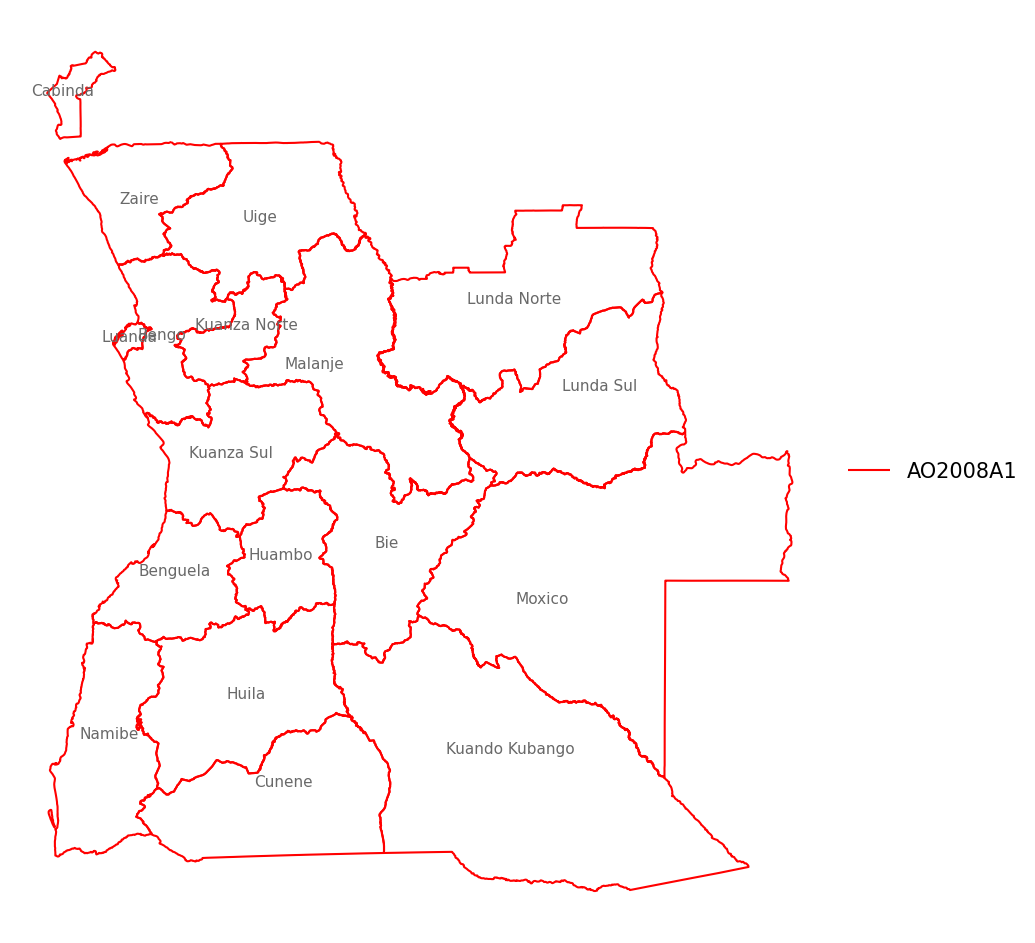 Cabinda
Zaire
Uige
Lunda Norte
Kuanza Norte
Luanda
Bengo
Malanje
Lunda Sul
Kuanza Sul
AO2008A1
Bie
Huambo
Benguela
Moxico
Huila
Namibe
Kuando Kubango
Cunene